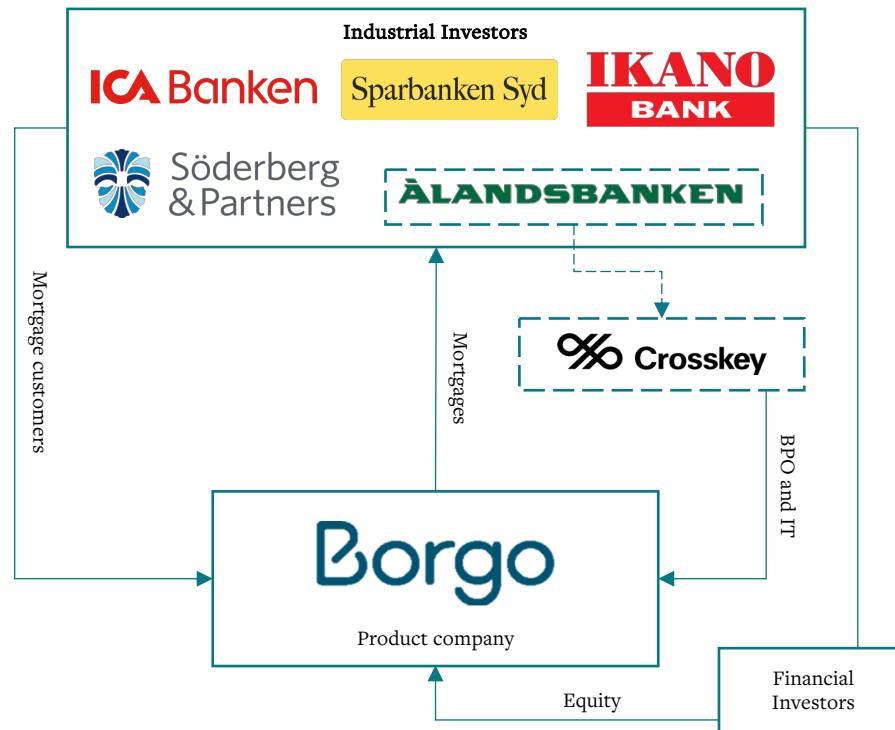 Industrial Investors
ICA Banken
Sparbanken Syd
IKANO
BANK
Söderberg
& Partners
ÅLANDSBANKEN
Mortgage customers
Mortgages
Crosskey
BPO and IT
Borgo
Product company
Equity
Financial
Investors